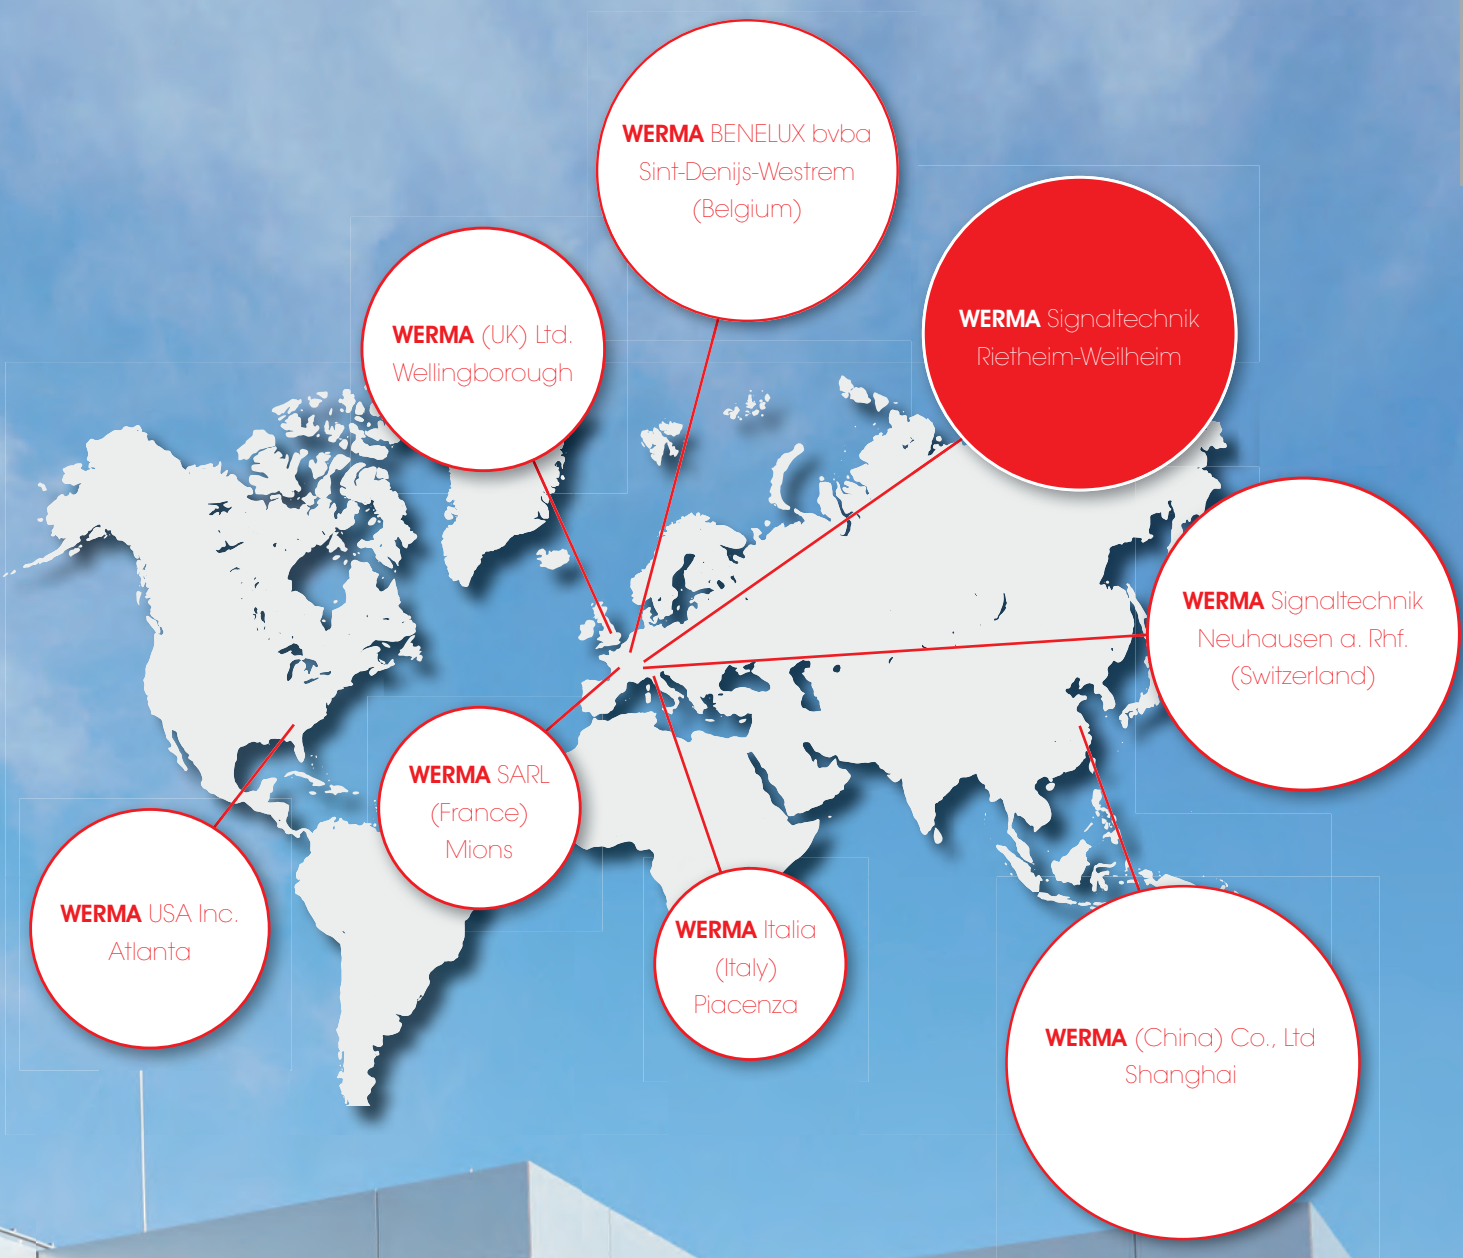 WERMA BENELUX bvba
Sint-Denijs-Westrem
(Belgium)
WERMA Signaltechnik
Rietheim-Weilheim
WERMA (UK) Ltd.
Wellingborough
WERMA Signaltechnik
Neuhausen a. Rhf.
(Switzerland)
WERMA SARL
(France)
Mions
WERMA USA Inc.
Atlanta
WERMA Italia
(Italy)
Piacenza
WERMA (China) Co., Ltd
Shanghai